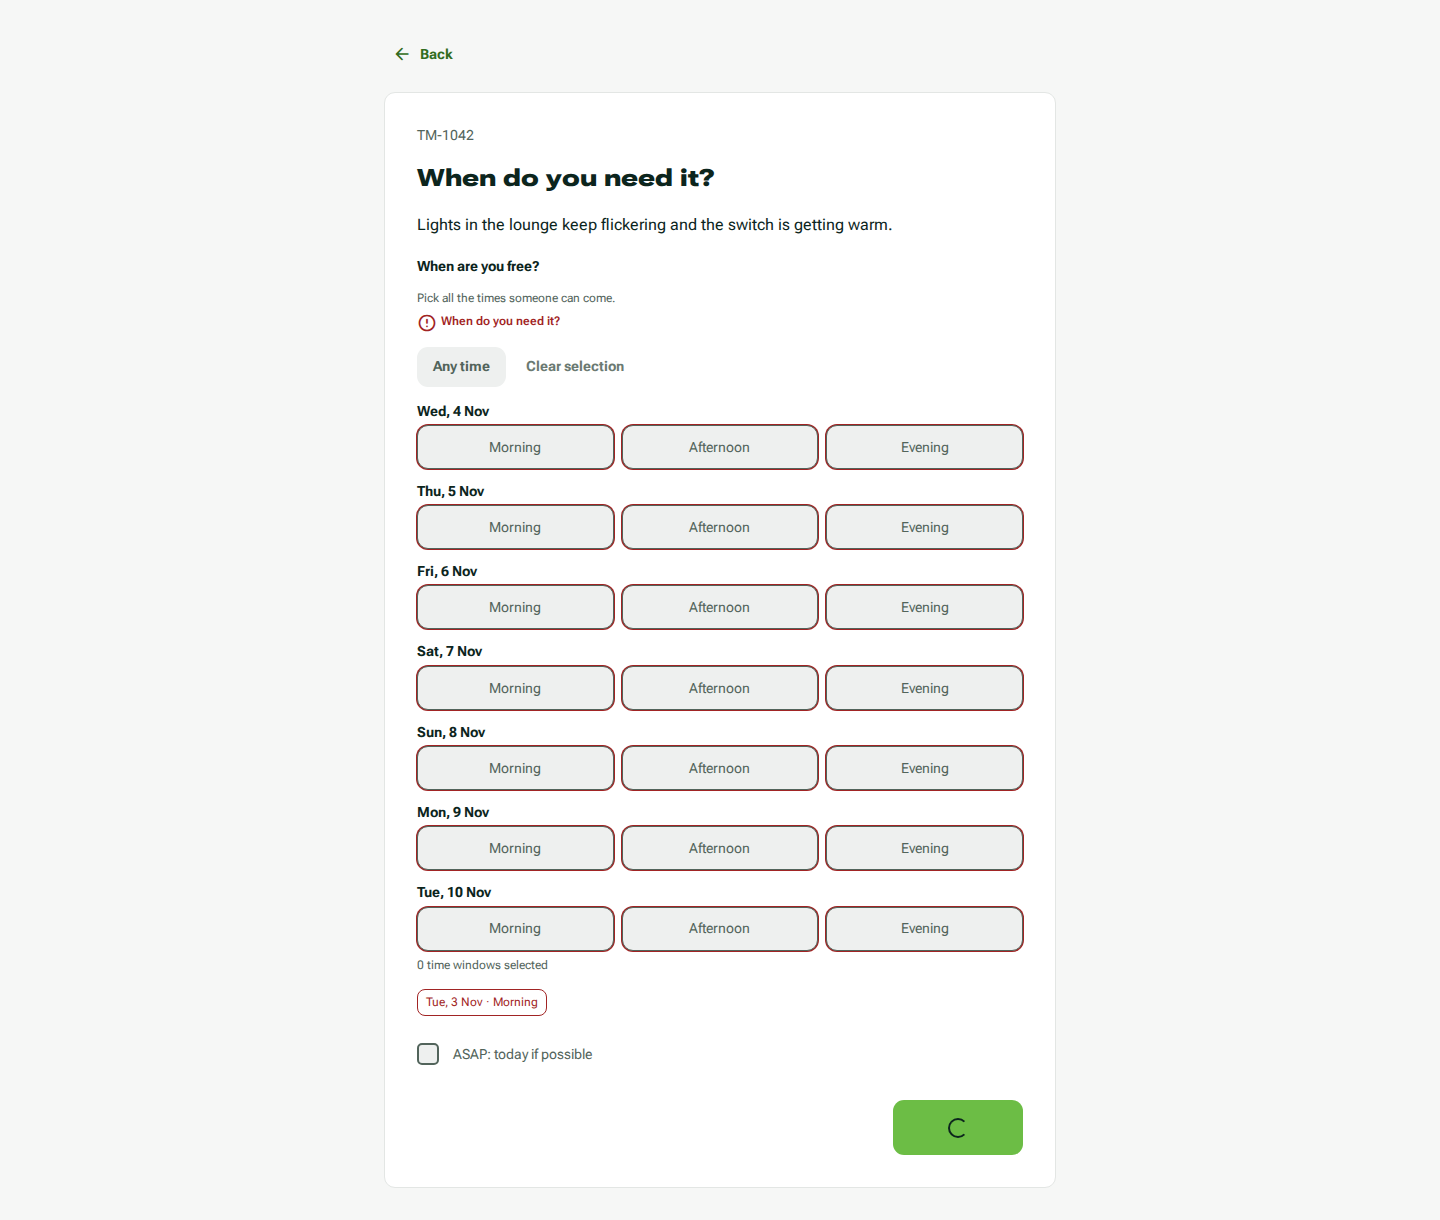 Back
TM-1042
When do you need it?
Lights in the lounge keep flickering and the switch is getting warm.
When are you free?
Pick all the times someone can come.
When do you need it?
Any time Clear selection
Wed, 4 Nov
Morning Afternoon Evening
Thu, 5 Nov
Morning Afternoon Evening
Fri, 6 Nov
Morning Afternoon Evening
Sat, 7 Nov
Morning Afternoon Evening
Sun, 8 Nov
Morning Afternoon Evening
Mon, 9 Nov
Morning Afternoon Evening
Tue, 10 Nov
Morning Afternoon Evening
0 time windows selected
Tue, 3 Nov · Morning
ASAP: today if possible